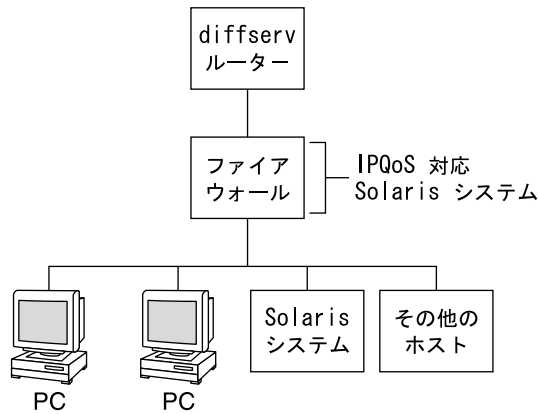 diffserv
ルーター
ファイア
ウォール
IPQoS 対応
Solaris システム
Solaris
システム
その他の
ホスト
PC
PC